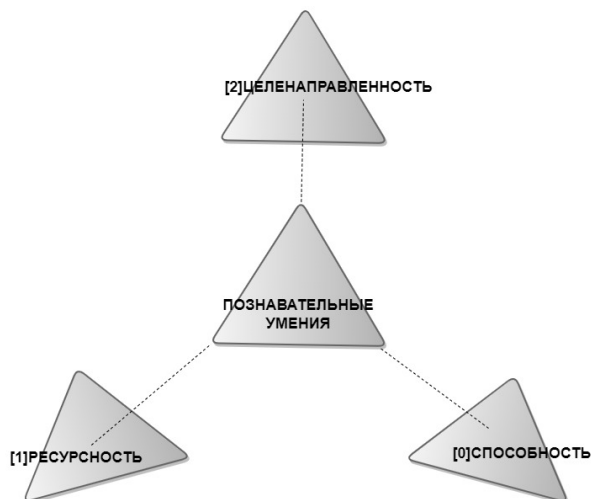 [2]ЦЕЛЕНАПРАВЛЕННОСТЬ
ПОЗНАВАТЕЛЬНЫЕ
УМЕНИЯ
[1]РЕСУРСНОСТЬ
[0]СПОСОБНОСТЬ